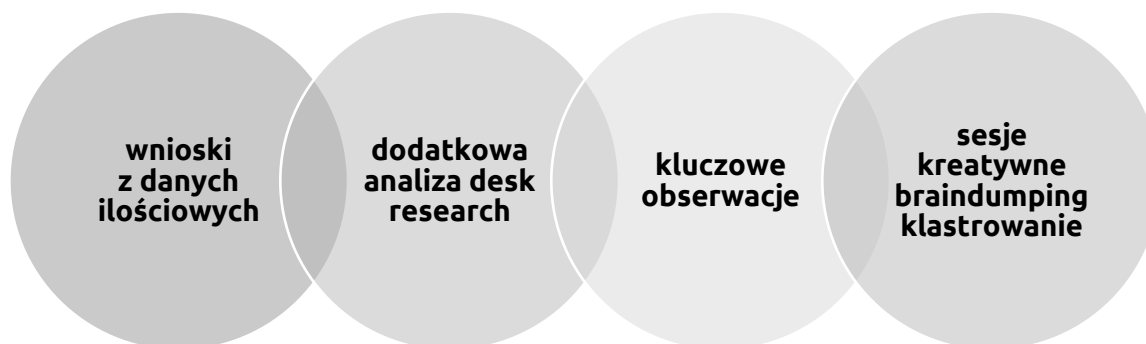 wnioski
z danych
ilościowych
dodatkowa
analiza desk
research
kluczowe
obserwacje
sesje
kreatywne
braindumping
klastrowanie